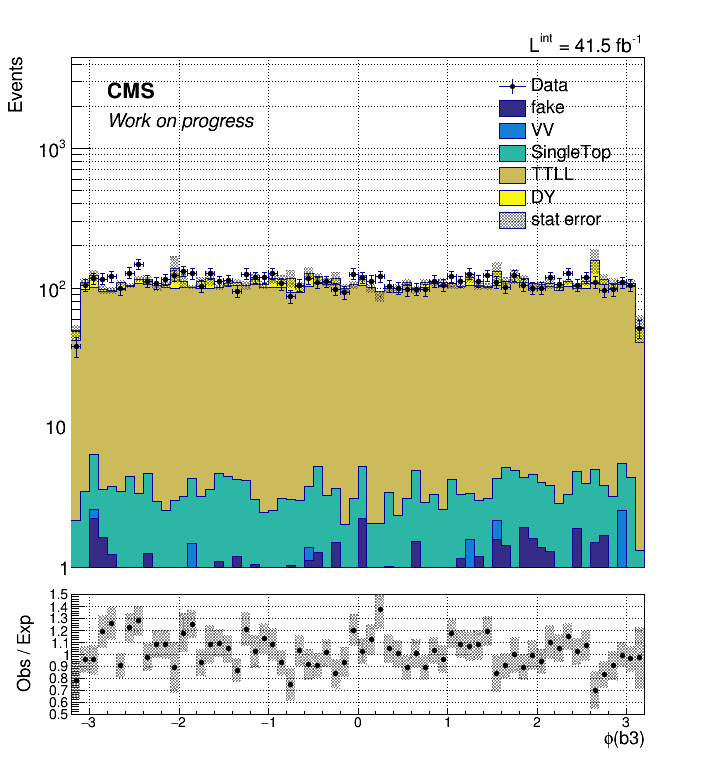 L^int = 41.5 fb^-1
Events
CMS
Work on progress
Data
fake
VV
SingleTop
TTLL
DY
stat error
10^3
10^2
10
1
Obs / Exp
1.5
1.4
1.3
1.2
1.1
1
0.9
0.8
0.7
0.6
0.5
−3 −2 −1 0 1 2 3
ϕ(b3)